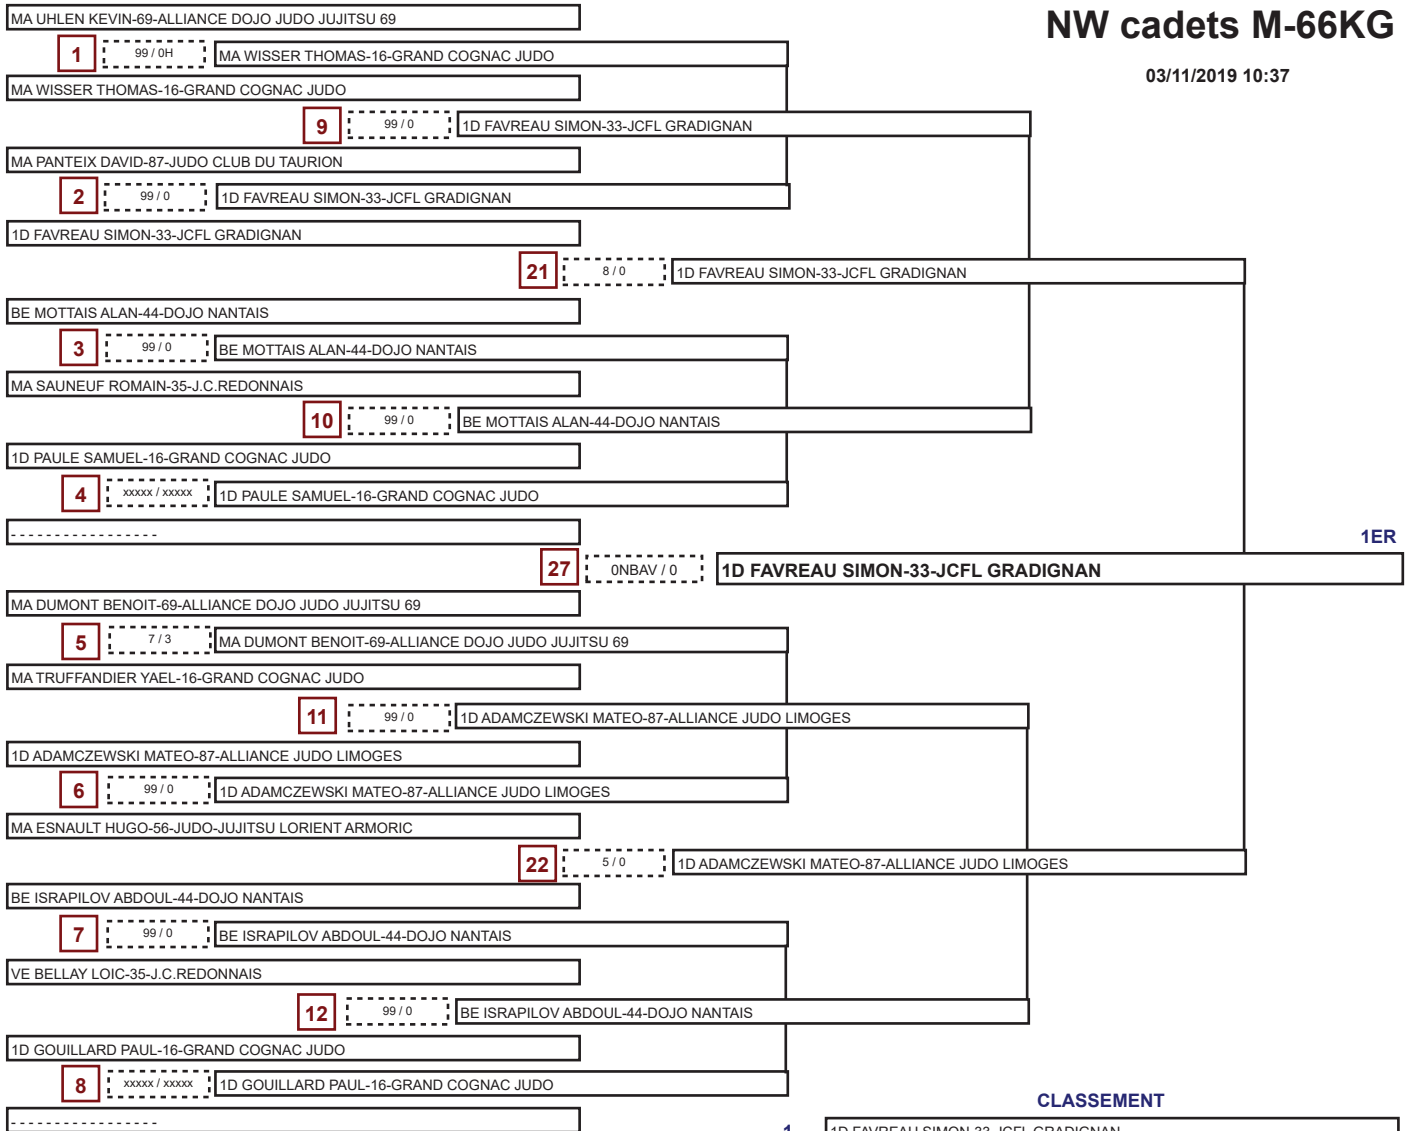 MA UHLEN KEVIN-69-ALLIANCE DOJO JUDO JUJITSU 69
NW cadets M-66KG
1 99 / 0H MA WISSER THOMAS-16-GRAND COGNAC JUDO
03/11/2019 10:37
MA WISSER THOMAS-16-GRAND COGNAC JUDO
9 99 / 0 1D FAVREAU SIMON-33-JCFL GRADIGNAN
MA PANTEIX DAVID-87-JUDO CLUB DU TAURION
2 99 / 0 1D FAVREAU SIMON-33-JCFL GRADIGNAN
1D FAVREAU SIMON-33-JCFL GRADIGNAN
21 8 / 0 1D FAVREAU SIMON-33-JCFL GRADIGNAN
BE MOTTAIS ALAN-44-DOJO NANTAIS
3 99 / 0 BE MOTTAIS ALAN-44-DOJO NANTAIS
MA SAUNEUF ROMAIN-35-J.C.REDONNAIS
10 99 / 0 BE MOTTAIS ALAN-44-DOJO NANTAIS
1D PAULE SAMUEL-16-GRAND COGNAC JUDO
4 xxxxx / xxxxx 1D PAULE SAMUEL-16-GRAND COGNAC JUDO
- - - - - - - - - - - - - - - - -
1ER
27 0NBAV / 0 1D FAVREAU SIMON-33-JCFL GRADIGNAN
MA DUMONT BENOIT-69-ALLIANCE DOJO JUDO JUJITSU 69
5 7 / 3 MA DUMONT BENOIT-69-ALLIANCE DOJO JUDO JUJITSU 69
MA TRUFFANDIER YAEL-16-GRAND COGNAC JUDO
11 99 / 0 1D ADAMCZEWSKI MATEO-87-ALLIANCE JUDO LIMOGES
1D ADAMCZEWSKI MATEO-87-ALLIANCE JUDO LIMOGES
6 99 / 0 1D ADAMCZEWSKI MATEO-87-ALLIANCE JUDO LIMOGES
MA ESNAULT HUGO-56-JUDO-JUJITSU LORIENT ARMORIC
22 5 / 0 1D ADAMCZEWSKI MATEO-87-ALLIANCE JUDO LIMOGES
BE ISRAPILOV ABDOUL-44-DOJO NANTAIS
7 99 / 0 BE ISRAPILOV ABDOUL-44-DOJO NANTAIS
VE BELLAY LOIC-35-J.C.REDONNAIS
12 99 / 0 BE ISRAPILOV ABDOUL-44-DOJO NANTAIS
1D GOUILLARD PAUL-16-GRAND COGNAC JUDO
8 xxxxx / xxxxx 1D GOUILLARD PAUL-16-GRAND COGNAC JUDO
CLASSEMENT
- - - - - - - - - - - - - - - - -
1 1D FAVREAU SIMON-33-JCFL GRADIGNAN